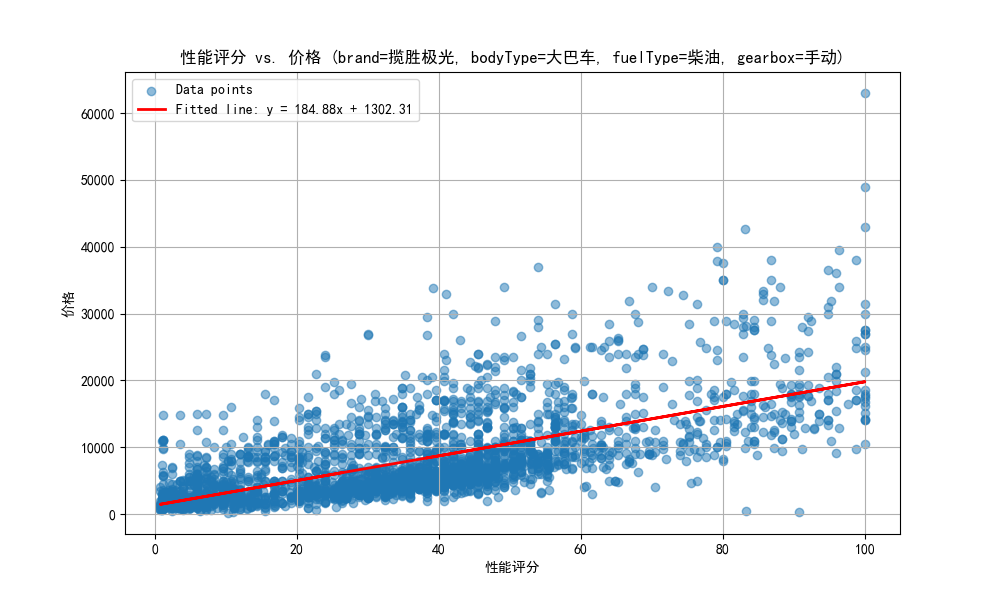 性能评分 vs. 价格 (brand=揽胜极光, bodyType=大巴车, fuelType=柴油, gearbox=手动)
Data points
Fitted line: y = 184.88x + 1302.31
价格
60000
50000
40000
30000
20000
10000
0
0 20 40 60 80 100
性能评分